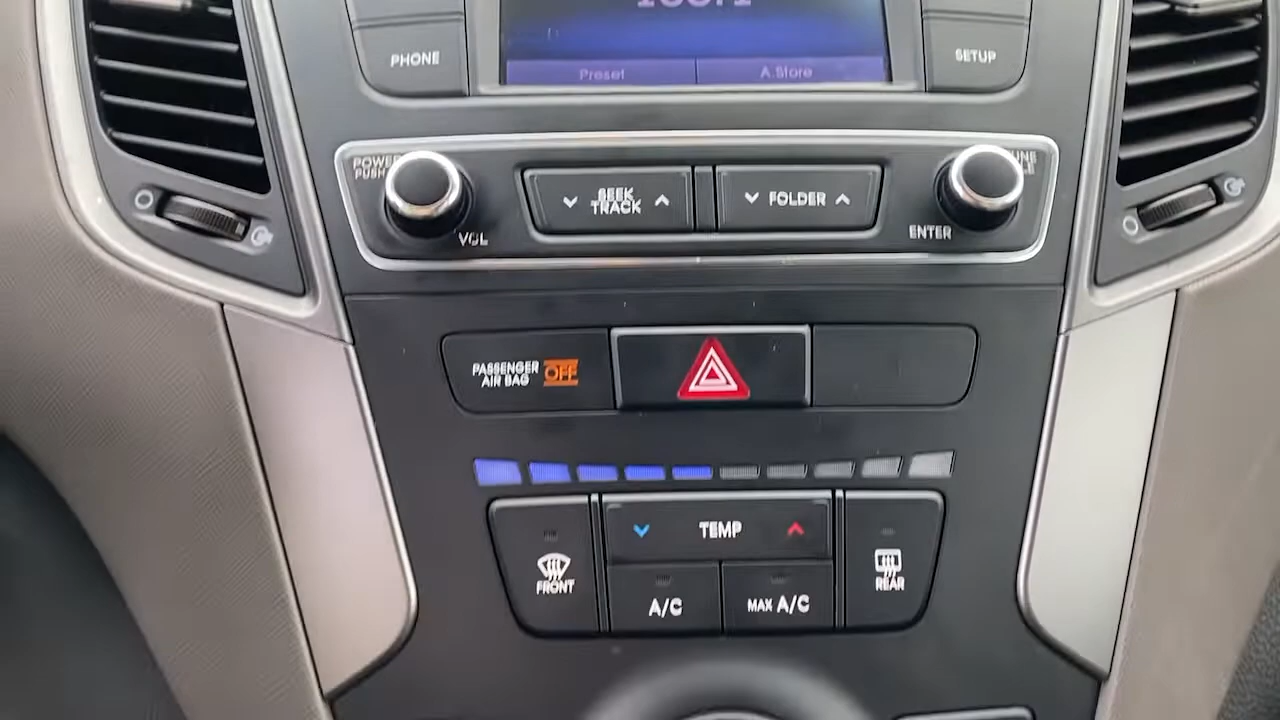 PHONE
SETUP
Preset
A.Store
POWER
PUSH
VOL
SEEK
TRACK
FOLDER
ENTER
PASSENGER
AIR BAG
OFF
TEMP
FRONT
REAR
A/C
MAX A/C